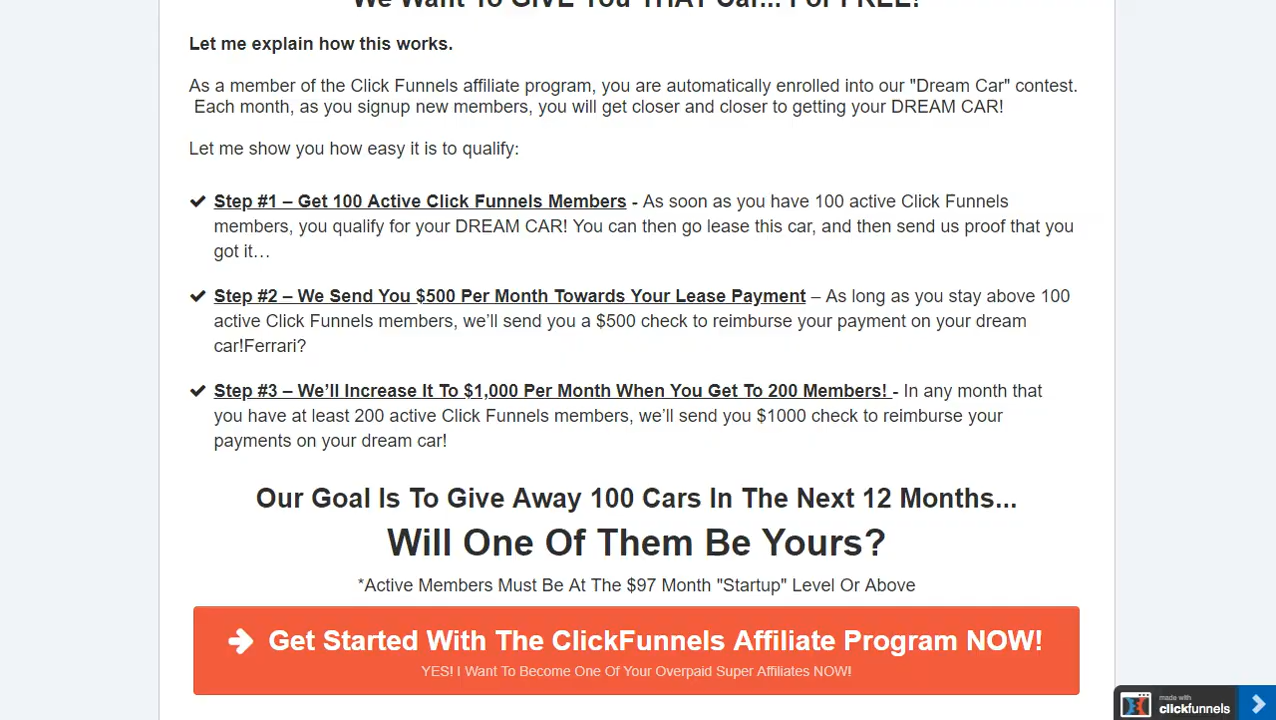 We Want To GIVE You THAT Car... For FREE!
Let me explain how this works.
As a member of the Click Funnels affiliate program, you are automatically enrolled into our "Dream Car" contest.
Each month, as you signup new members, you will get closer and closer to getting your DREAM CAR!
Let me show you how easy it is to qualify:
Step #1 – Get 100 Active Click Funnels Members - As soon as you have 100 active Click Funnels
members, you qualify for your DREAM CAR! You can then go lease this car, and then send us proof that you
got it…
Step #2 – We Send You $500 Per Month Towards Your Lease Payment – As long as you stay above 100
active Click Funnels members, we’ll send you a $500 check to reimburse your payment on your dream
car!Ferrari?
Step #3 – We’ll Increase It To $1,000 Per Month When You Get To 200 Members! - In any month that
you have at least 200 active Click Funnels members, we’ll send you $1000 check to reimburse your
payments on your dream car!
Our Goal Is To Give Away 100 Cars In The Next 12 Months...
Will One Of Them Be Yours?
*Active Members Must Be At The $97 Month "Startup" Level Or Above
Get Started With The ClickFunnels Affiliate Program NOW!
YES! I Want To Become One Of Your Overpaid Super Affiliates NOW!
made with
clickfunnels